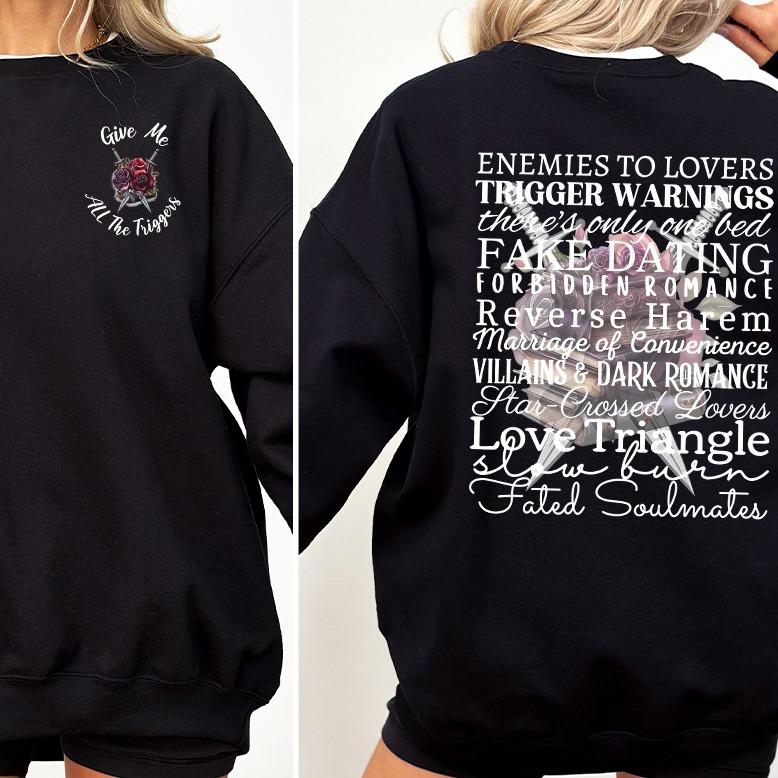 Give Me
All The Triggers
ENEMIES TO LOVERS
TRIGGER WARNINGS
there's only one bed
FAKE DATING
FORBIDDEN ROMANCE
Reverse Harem
Marriage of Convenience
VILLAINS & DARK ROMANCE
Star-Crossed Lovers
Love Triangle
slow burn
Fated Soulmates